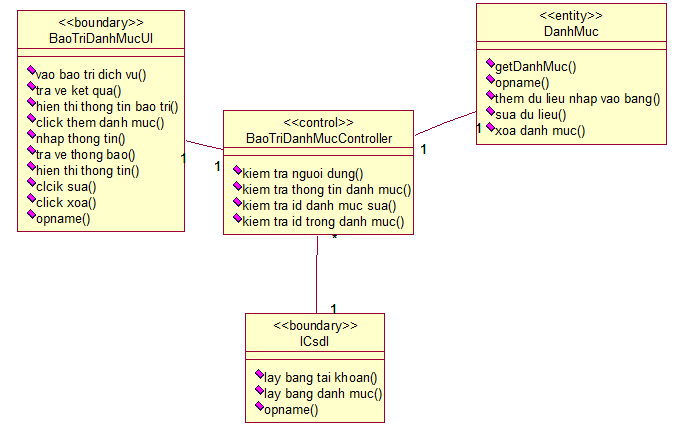 <<boundary>>
BaoTriDanhMucUI
vao bao tri dich vu()
tra ve ket qua()
hien thi thong tin bao tri()
click them danh muc()
nhap thong tin()
tra ve thong bao()
hien thi thong tin()
clcik sua()
click xoa()
opname()
1
1
<<control>>
BaoTriDanhMucController
kiem tra nguoi dung()
kiem tra thong tin danh muc()
kiem tra id danh muc sua()
kiem tra id trong danh muc()
1
1
<<entity>>
DanhMuc
getDanhMuc()
opname()
them du lieu nhap vao bang()
sua du lieu()
xoa danh muc()
*
1
<<boundary>>
ICsdl
lay bang tai khoan()
lay bang danh muc()
opname()